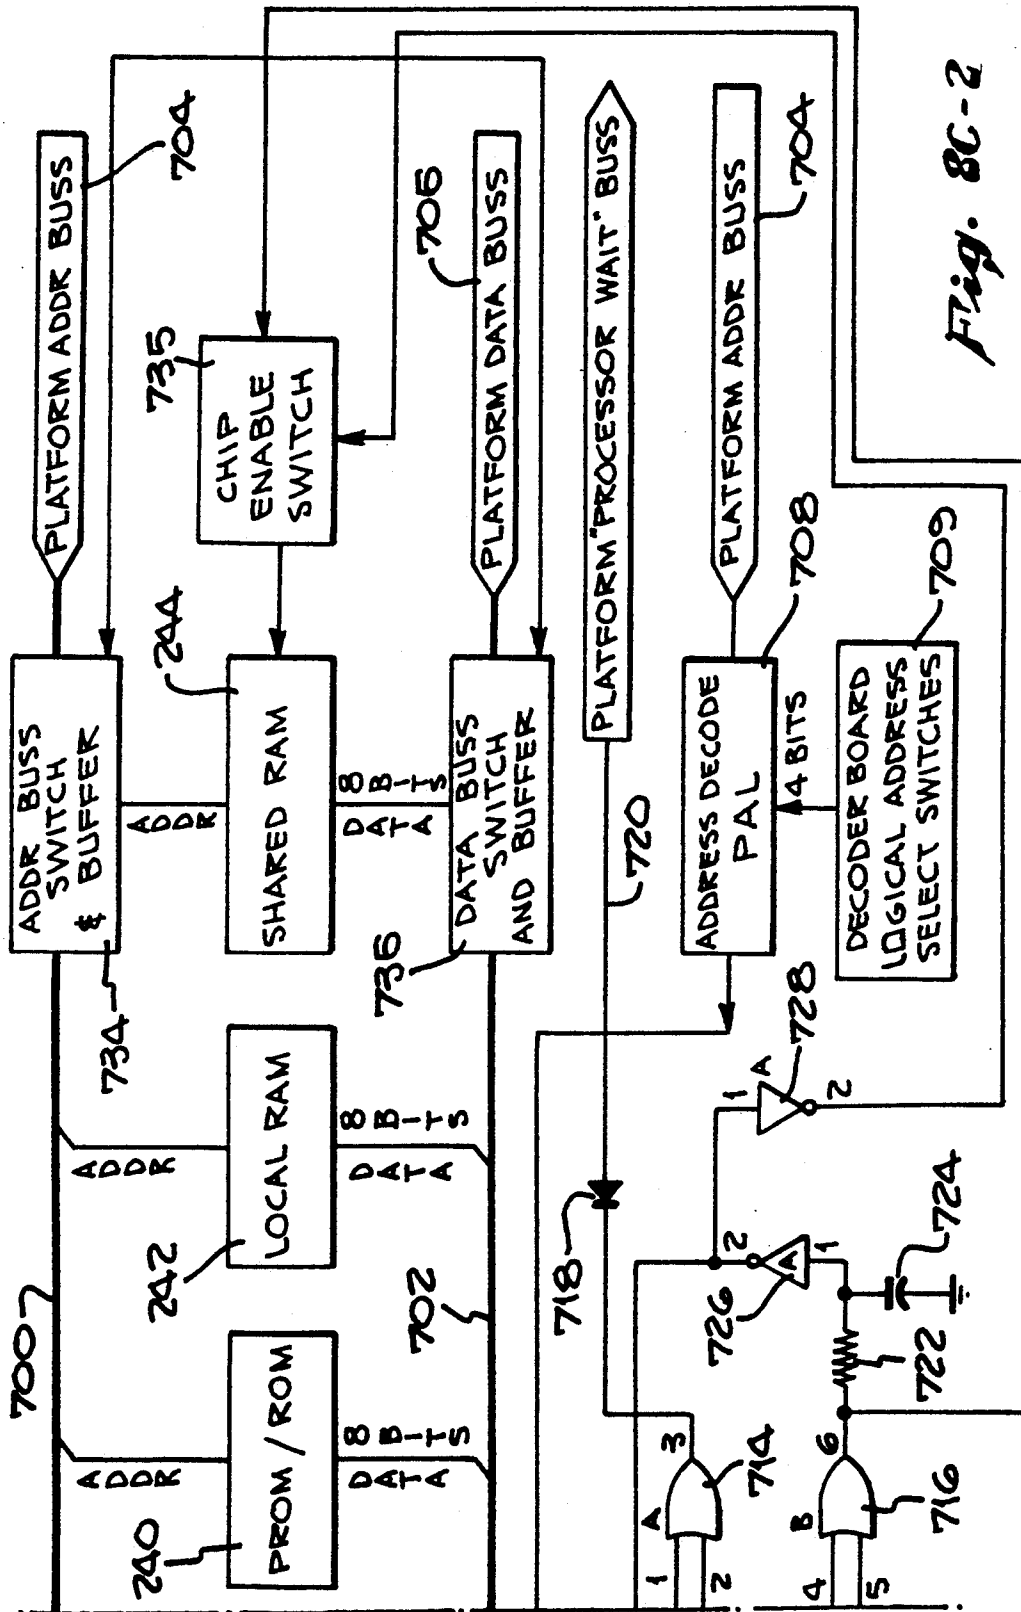 700
ADDR BUSS
SWITCH
& BUFFER
734
PLATFORM ADDR BUSS
704
ADDR
ADDR
ADDR
240
PROM / ROM
242
LOCAL RAM
244
SHARED RAM
735
CHIP
ENABLE
SWITCH
DATA
8 BITS
DATA
8 BITS
DATA
8 BITS
702
736
DATA BUSS
SWITCH
AND BUFFER
PLATFORM DATA BUSS
706
718
720
PLATFORM "PROCESSOR WAIT" BUSS
ADDRESS DECODE
PAL
708
PLATFORM ADDR BUSS
704
4 BITS
DECODER BOARD
LOGICAL ADDRESS
SELECT SWITCHES
709
1
2
A
3
714
4
5
B
6
716
722
724
726
A
1
2
728
A
1
2
Fig. 8C-2